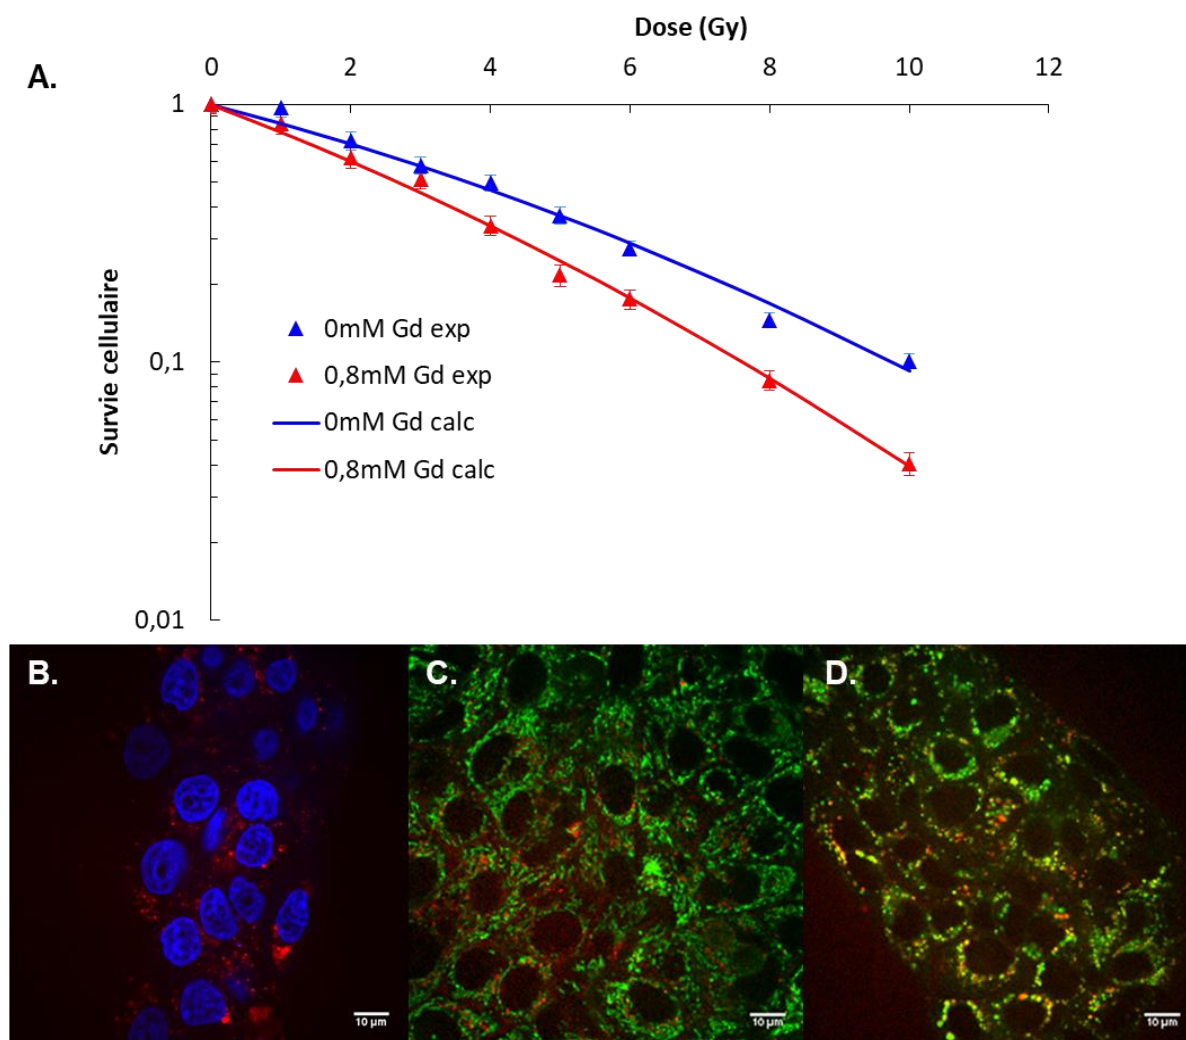 Dose (Gy)
A.
0 2 4 6 8 10 12
1
0,1
0,01
Survie cellulaire
0mM Gd exp
0,8mM Gd exp
0mM Gd calc
0,8mM Gd calc
B. C. D.
10 µm 10 µm 10 µm